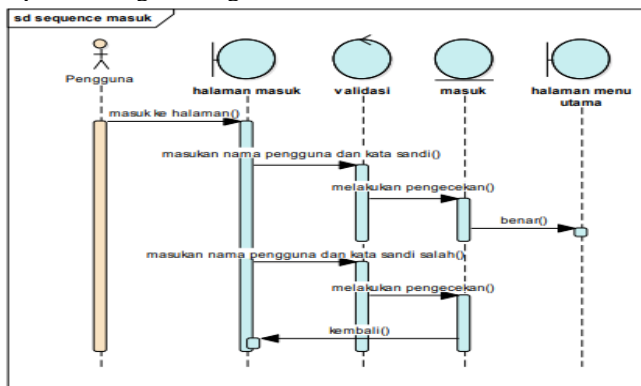 sd sequence masuk
Pengguna
halaman masuk
validasi
masuk
halaman menu
utama
masuk ke halaman()
masukan nama pengguna dan kata sandi()
melakukan pengecekan()
benar()
masukan nama pengguna dan kata sandi salah()
melakukan pengecekan()
kembali()